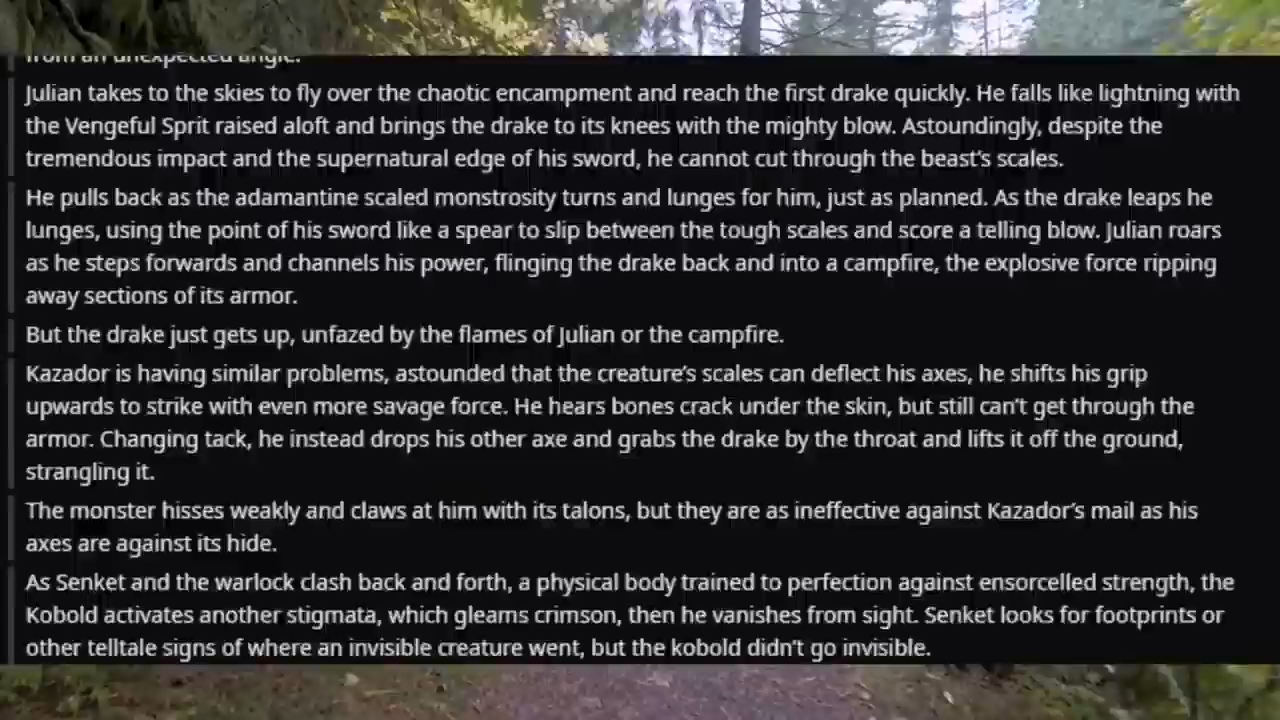 from an unexpected angle.
Julian takes to the skies to fly over the chaotic encampment and reach the first drake quickly. He falls like lightning with
the Vengeful Sprit raised aloft and brings the drake to its knees with the mighty blow. Astoundingly, despite the
tremendous impact and the supernatural edge of his sword, he cannot cut through the beast's scales.
He pulls back as the adamantine scaled monstrosity turns and lunges for him, just as planned. As the drake leaps he
lunges, using the point of his sword like a spear to slip between the tough scales and score a telling blow. Julian roars
as he steps forwards and channels his power, flinging the drake back and into a campfire, the explosive force ripping
away sections of its armor.
But the drake just gets up, unfazed by the flames of Julian or the campfire.
Kazador is having similar problems, astounded that the creature's scales can deflect his axes, he shifts his grip
upwards to strike with even more savage force. He hears bones crack under the skin, but still can't get through the
armor. Changing tack, he instead drops his other axe and grabs the drake by the throat and lifts it off the ground,
strangling it.
The monster hisses weakly and claws at him with its talons, but they are as ineffective against Kazador's mail as his
axes are against its hide.
As Senket and the warlock clash back and forth, a physical body trained to perfection against ensorcelled strength, the
Kobold activates another stigmata, which gleams crimson, then he vanishes from sight. Senket looks for footprints or
other telltale signs of where an invisible creature went, but the kobold didn't go invisible.